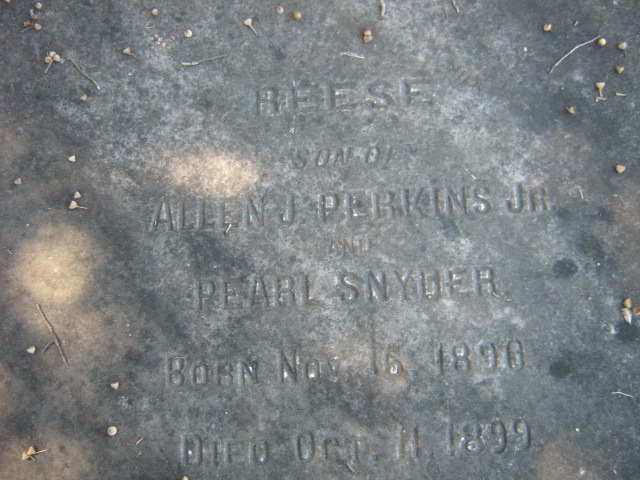 REESE
SON OF
ALLEN J. PERKINS JR.
AND
PEARL SNYDER.
BORN NOV. 16, 1890
DIED OCT. 11, 1899